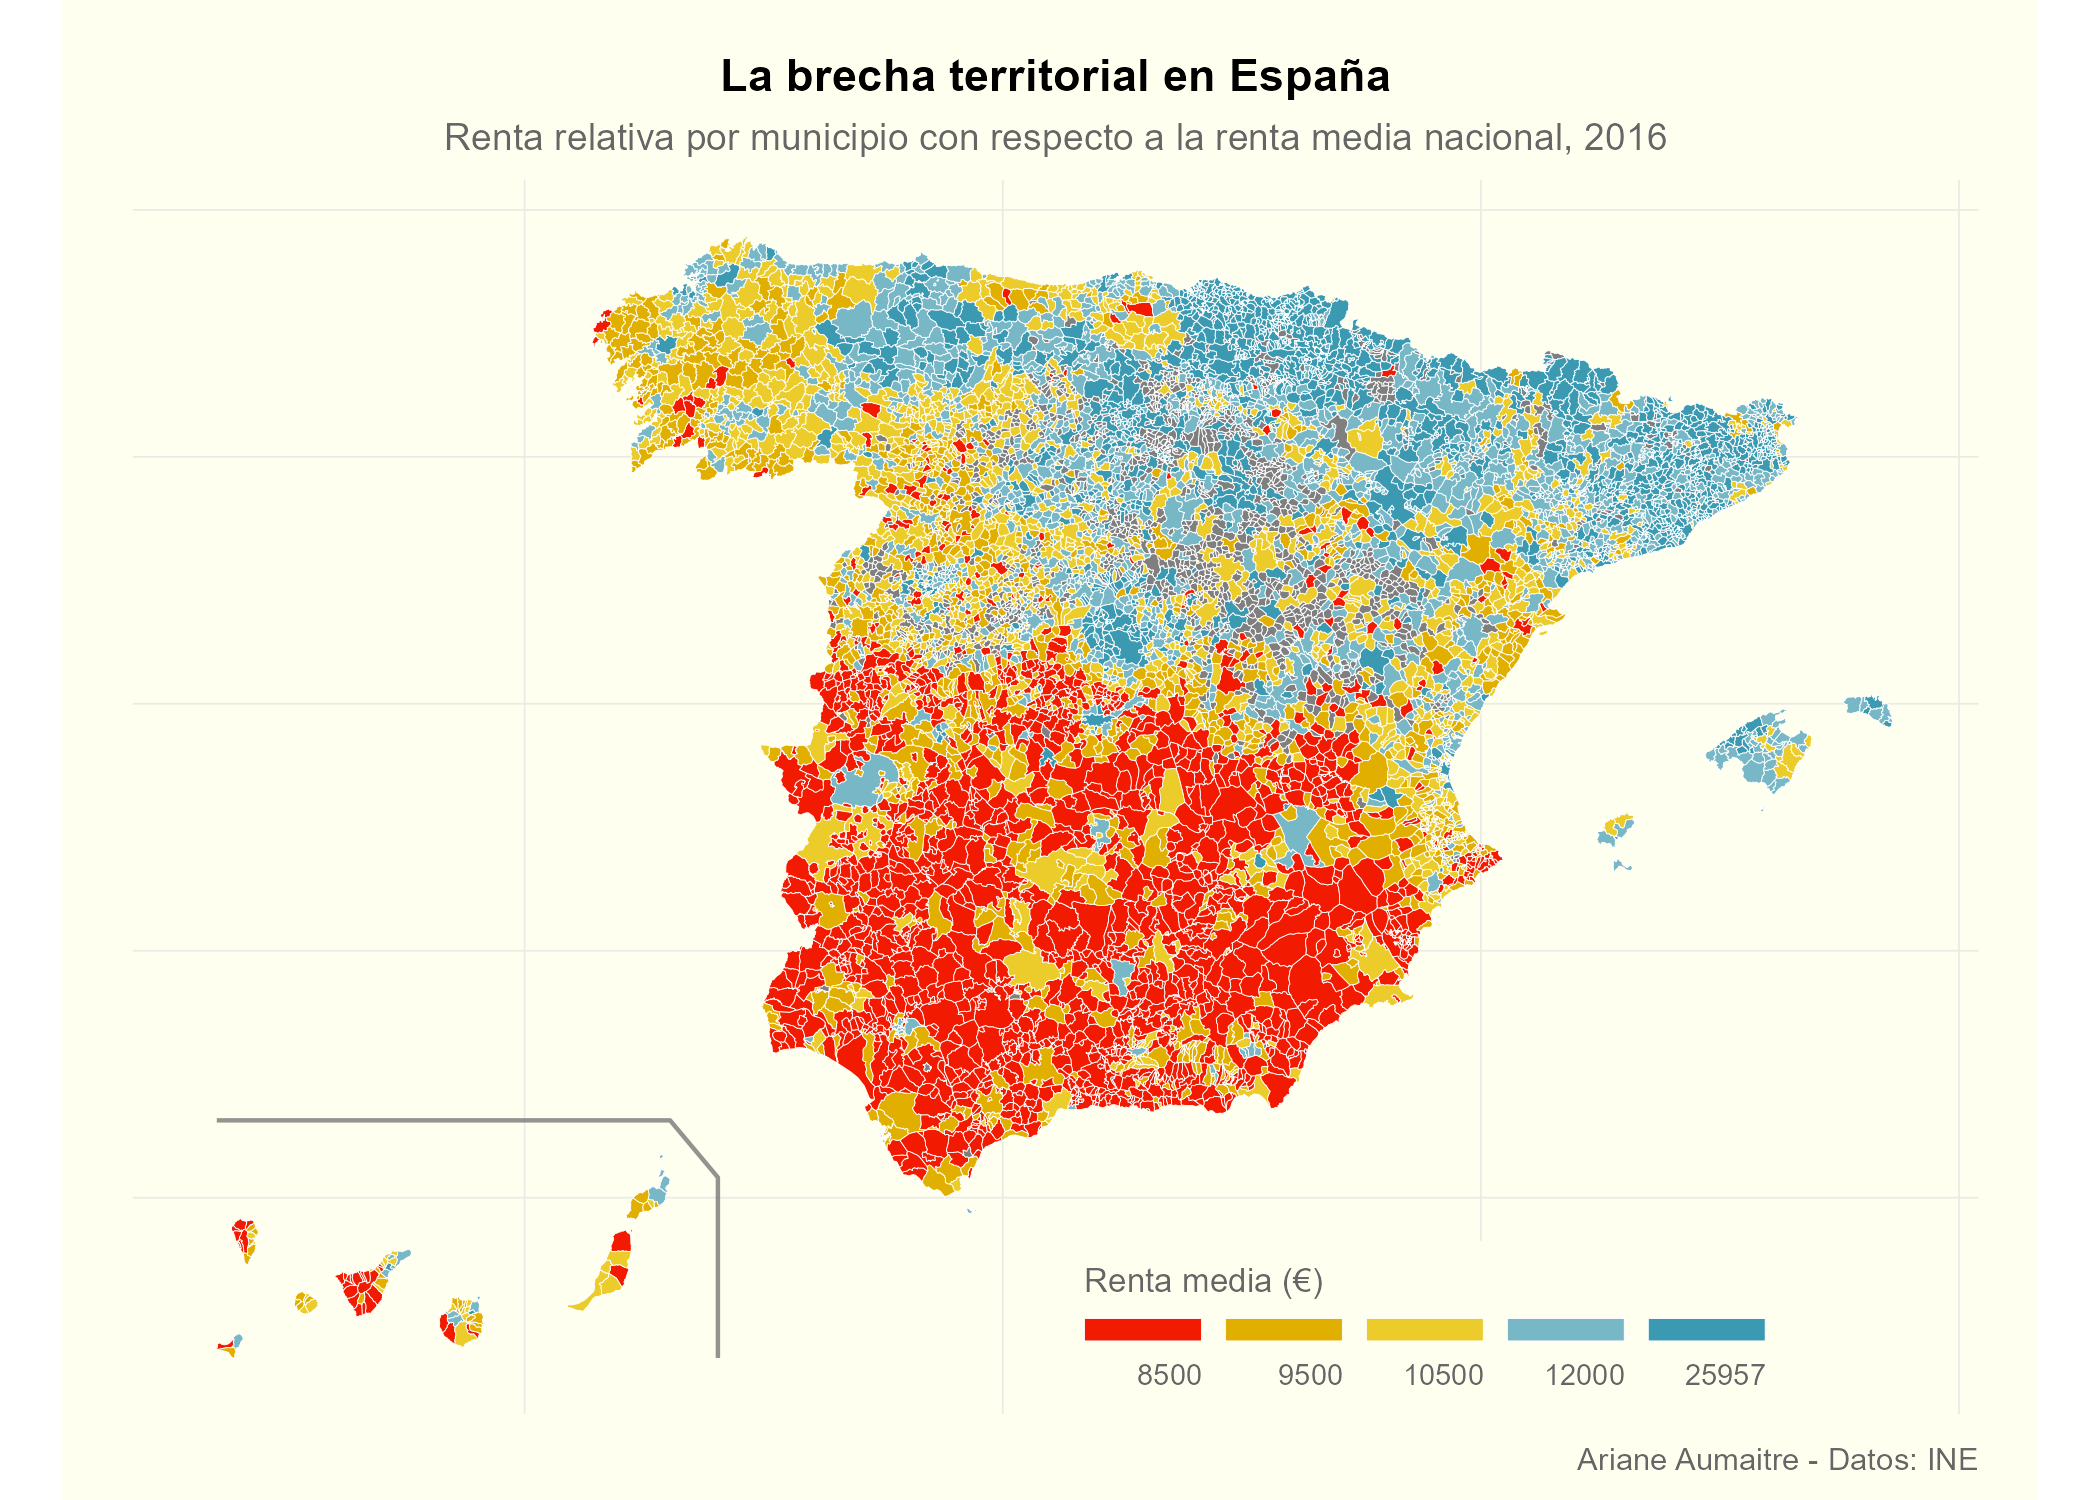 La brecha territorial en España
Renta relativa por municipio con respecto a la renta media nacional, 2016
Renta media (€)
8500 9500 10500 12000 25957
Ariane Aumaitre - Datos: INE